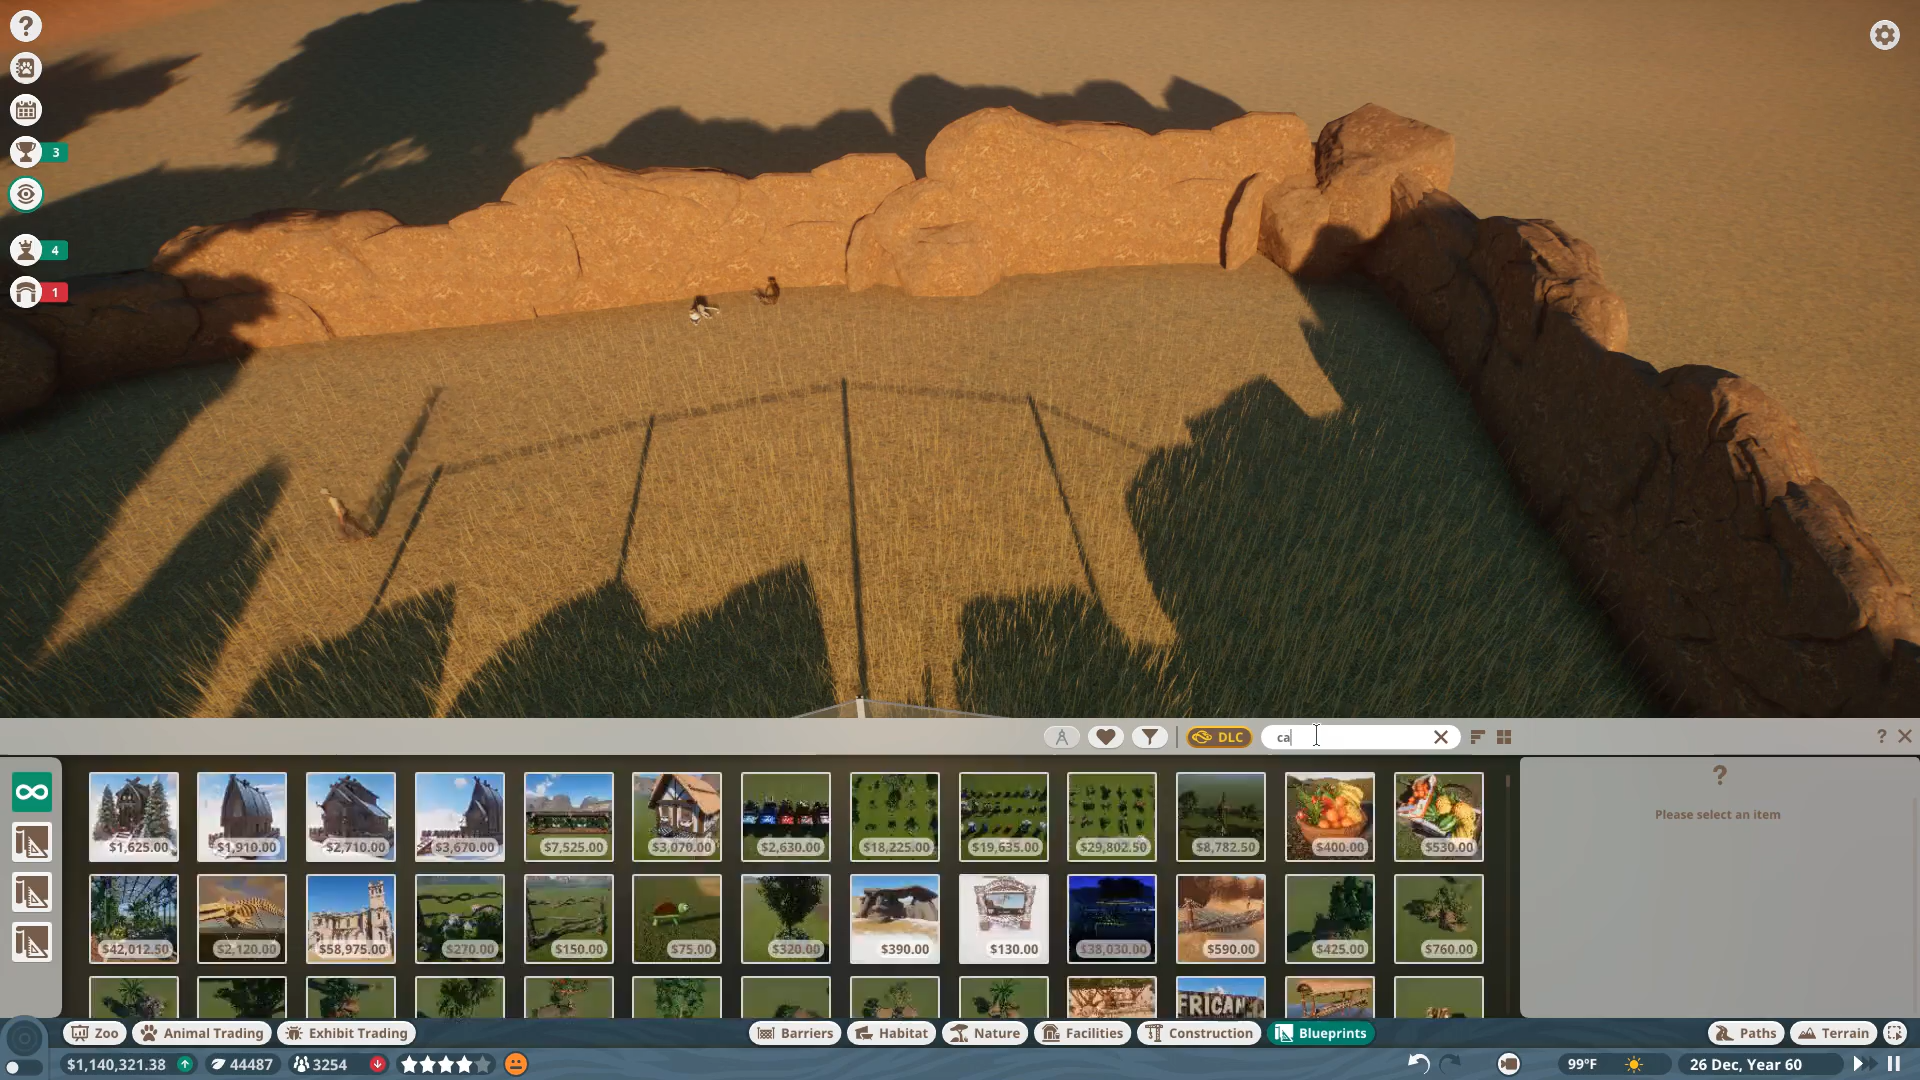 ?
3
4
1
DLC
ca
?
$1,625.00
$1,910.00
$2,710.00
$3,670.00
$7,525.00
$3,070.00
$2,630.00
$18,225.00
$19,635.00
$29,802.50
$8,782.50
$400.00
$530.00
?
Please select an item
$42,012.50
$2,120.00
$58,975.00
$270.00
$150.00
$75.00
$320.00
$390.00
$130.00
$38,030.00
$590.00
$425.00
$760.00
FRICAN
Zoo
Animal Trading
Exhibit Trading
Barriers
Habitat
Nature
Facilities
Construction
Blueprints
Paths
Terrain
$1,140,321.38
44487
3254
99°F
26 Dec, Year 60